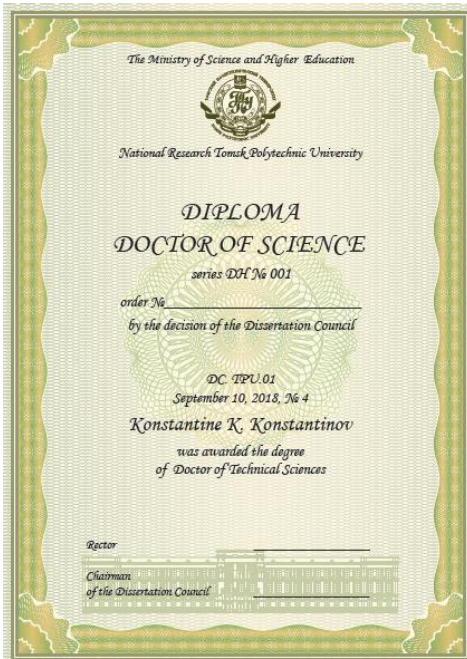 The Ministry of Science and Higher Education
National Research Tomsk Polytechnic University
DIPLOMA
DOCTOR OF SCIENCE
series DH № 001
order №
by the decision of the Dissertation Council
DC. TPU.01
September 10, 2018, № 4
Konstantine K. Konstantinov
was awarded the degree
of Doctor of Technical Sciences
Rector
Chairman
of the Dissertation Council